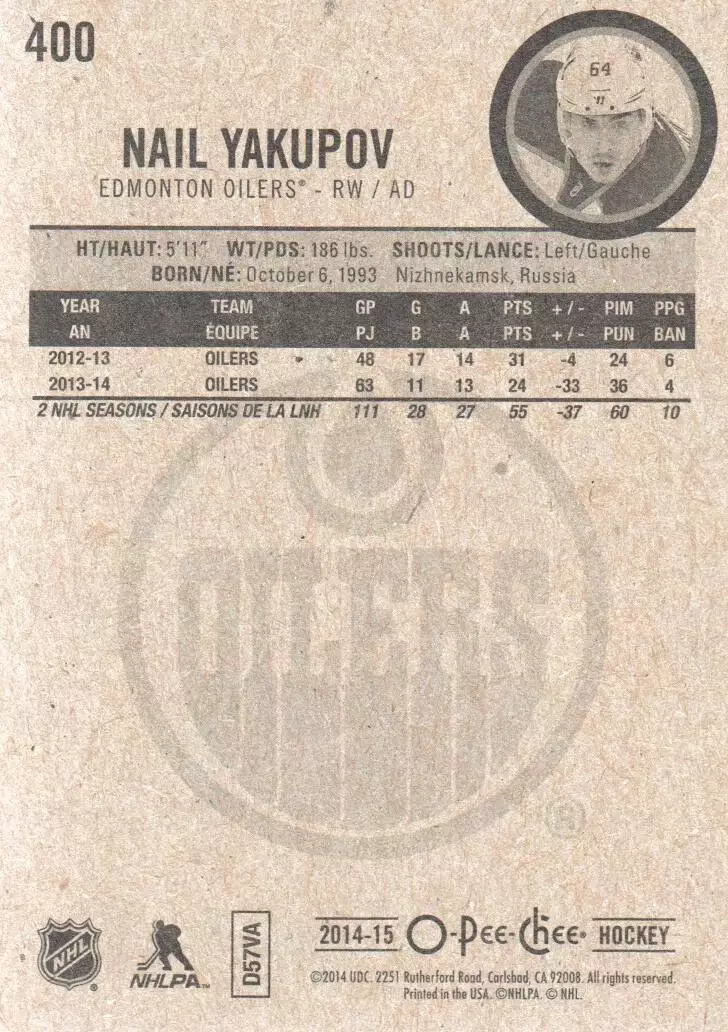 400
64
NAIL YAKUPOV
EDMONTON OILERS® - RW / AD
HT/HAUT: 5'11" WT/PDS: 186 lbs. SHOOTS/LANCE: Left/Gauche
BORN/NÉ: October 6, 1993 Nizhnekamsk, Russia
YEAR TEAM GP G A PTS +/- PIM PPG
AN ÉQUIPE PJ B A PTS +/- PUN BAN
2012-13 OILERS 48 17 14 31 -4 24 6
2013-14 OILERS 63 11 13 24 -33 36 4
2 NHL SEASONS / SAISONS DE LA LNH 111 28 27 55 -37 60 10
OILERS
®
NHL ®
NHLPA™
D57VA
2014-15 O-Pee-Chee® HOCKEY
©2014 UDC. 2251 Rutherford Road, Carlsbad, CA 92008. All rights reserved.
Printed in the USA. ©NHLPA. © NHL.